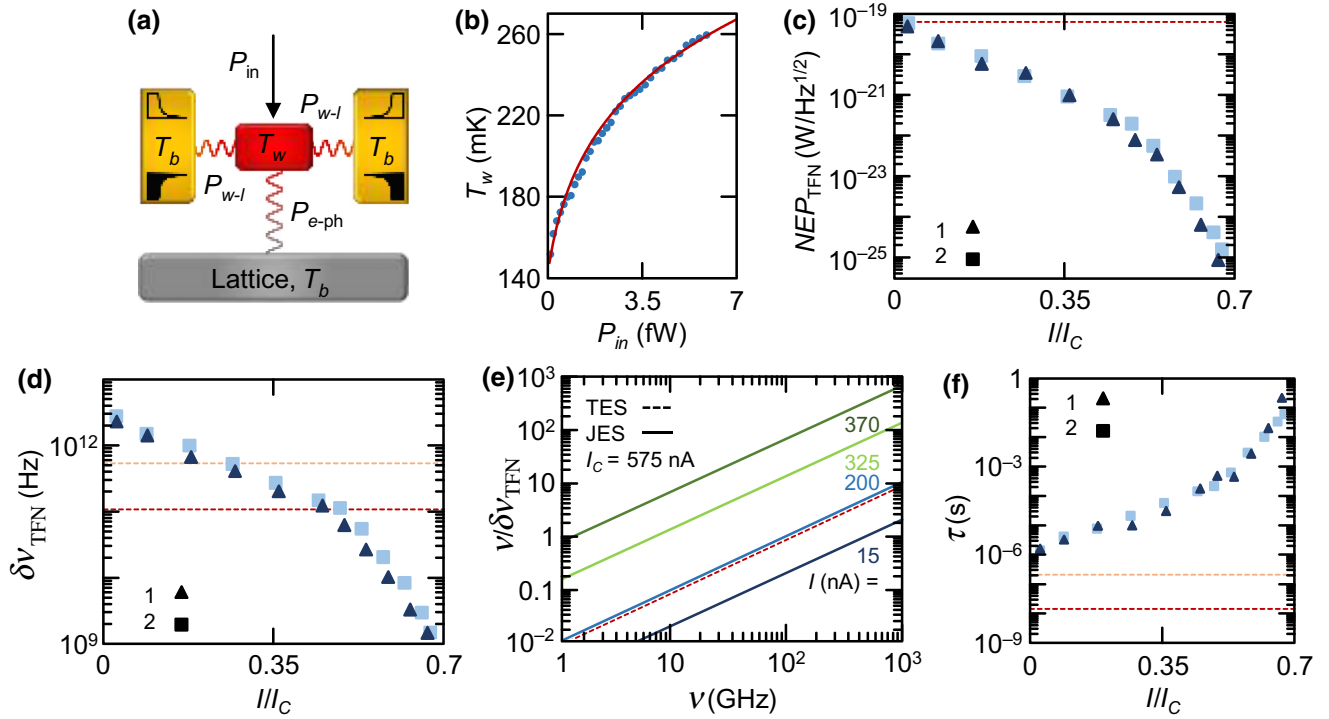 (a)
P_in
P_w-l
T_b
T_w
T_b
P_w-l
P_e-ph
Lattice, T_b
(b)
260
220
180
140
T_w (mK)
0
3.5
7
P_in (fW)
(c)
10^−19
10^−21
10^−23
10^−25
NEP_TFN (W/Hz^1/2)
1
2
0
0.35
0.7
I/I_C
(d)
10^12
10^9
δν_TFN (Hz)
1
2
0
0.35
0.7
I/I_C
(e)
10^3
10^2
10
1
0.1
10^−2
ν/δν_TFN
TES
JES
I_C = 575 nA
370
325
200
15
I (nA) =
1
10
10^2
10^3
ν (GHz)
(f)
1
10^−3
10^−6
10^−9
τ (s)
1
2
0
0.35
0.7
I/I_C